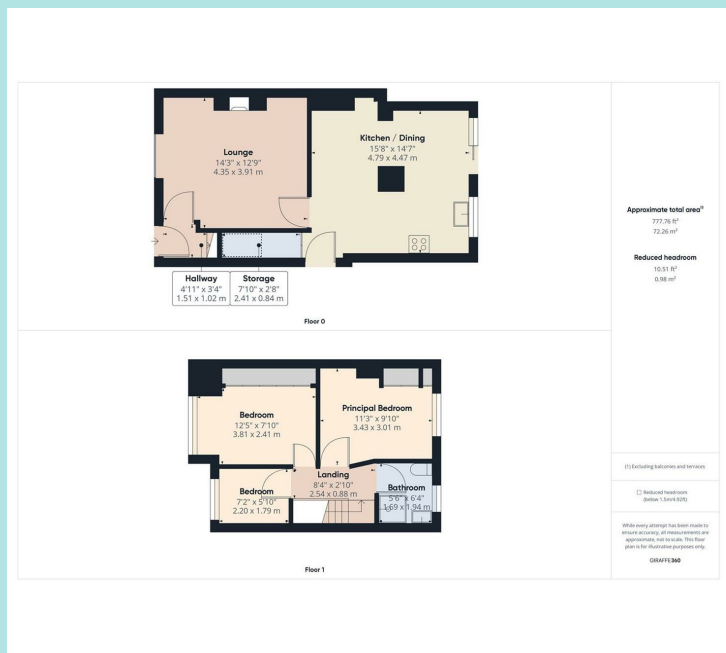 Lounge
14'3" x 12'9"
4.35 x 3.91 m
Kitchen / Dining
15'8" x 14'7"
4.79 x 4.47 m
Hallway
4'11" x 3'4"
1.51 x 1.02 m
Storage
7'10" x 2'8"
2.41 x 0.84 m
Floor 0
Bedroom
12'5" x 7'10"
3.81 x 2.41 m
Principal Bedroom
11'3" x 9'10"
3.43 x 3.01 m
Bedroom
7'2" x 5'10"
2.20 x 1.79 m
Landing
8'4" x 2'10"
2.54 x 0.88 m
Bathroom
5'6" x 6'4"
1.69 x 1.94 m
Floor 1
Approximate total area⁽¹⁾
777.76 ft²
72.26 m²
Reduced headroom
10.51 ft²
0.98 m²
(1) Excluding balconies and terraces
Reduced headroom
(below 1.5m/4.92ft)
While every attempt has been made to
ensure accuracy, all measurements are
approximate, not to scale. This floor
plan is for illustrative purposes only.
GIRAFFE360